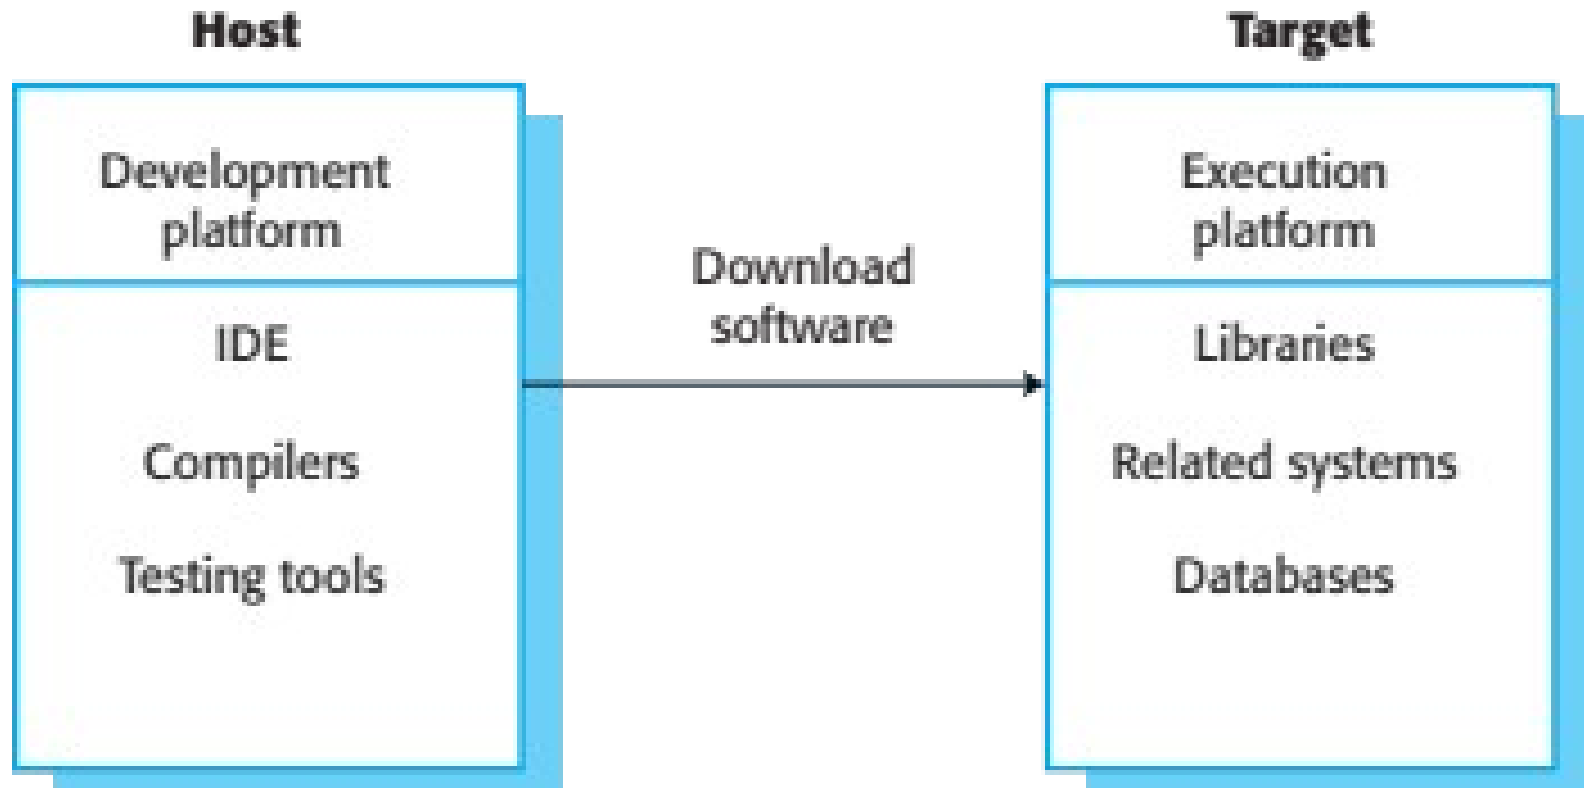 Host
Development
platform
IDE
Compilers
Testing tools
Download
software
Target
Execution
platform
Libraries
Related systems
Databases